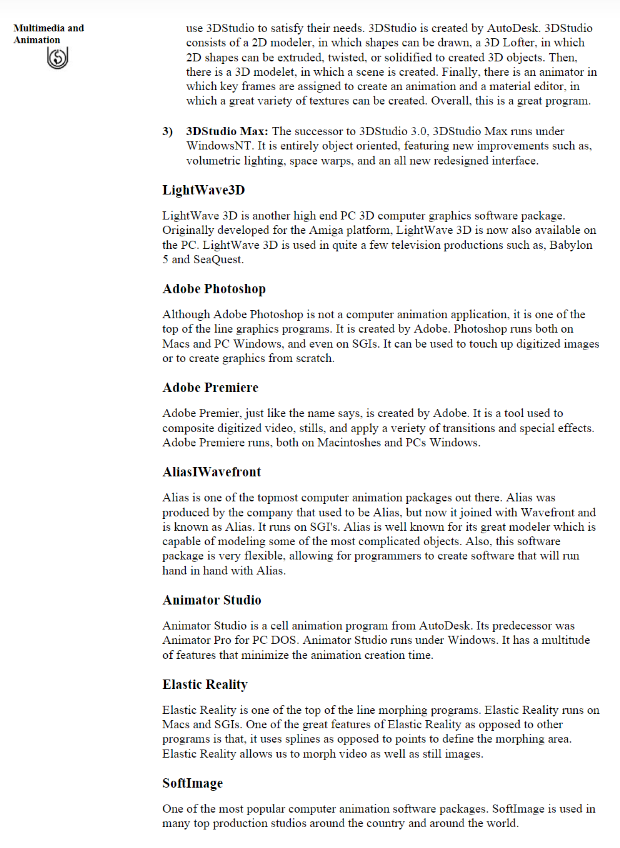 Multimedia and
Animation
use 3DStudio to satisfy their needs. 3DStudio is created by AutoDesk. 3DStudio
consists of a 2D modeler, in which shapes can be drawn, a 3D Lofter, in which
2D shapes can be extruded, twisted, or solidified to created 3D objects. Then,
there is a 3D modelet, in which a scene is created. Finally, there is an animator in
which key frames are assigned to create an animation and a material editor, in
which a great variety of textures can be created. Overall, this is a great program.
3) 3DStudio Max: The successor to 3DStudio 3.0, 3DStudio Max runs under
WindowsNT. It is entirely object oriented, featuring new improvements such as,
volumetric lighting, space warps, and an all new redesigned interface.
LightWave3D
LightWave 3D is another high end PC 3D computer graphics software package.
Originally developed for the Amiga platform, LightWave 3D is now also available on
the PC. LightWave 3D is used in quite a few television productions such as, Babylon
5 and SeaQuest.
Adobe Photoshop
Although Adobe Photoshop is not a computer animation application, it is one of the
top of the line graphics programs. It is created by Adobe. Photoshop runs both on
Macs and PC Windows, and even on SGIs. It can be used to touch up digitized images
or to create graphics from scratch.
Adobe Premiere
Adobe Premier, just like the name says, is created by Adobe. It is a tool used to
composite digitized video, stills, and apply a veriety of transitions and special effects.
Adobe Premiere runs, both on Macintoshes and PCs Windows.
AliasIWavefront
Alias is one of the topmost computer animation packages out there. Alias was
produced by the company that used to be Alias, but now it joined with Wavefront and
is known as Alias. It runs on SGI's. Alias is well known for its great modeler which is
capable of modeling some of the most complicated objects. Also, this software
package is very flexible, allowing for programmers to create software that will run
hand in hand with Alias.
Animator Studio
Animator Studio is a cell animation program from AutoDesk. Its predecessor was
Animator Pro for PC DOS. Animator Studio runs under Windows. It has a multitude
of features that minimize the animation creation time.
Elastic Reality
Elastic Reality is one of the top of the line morphing programs. Elastic Reality runs on
Macs and SGIs. One of the great features of Elastic Reality as opposed to other
programs is that, it uses splines as opposed to points to define the morphing area.
Elastic Reality allows us to morph video as well as still images.
SoftImage
One of the most popular computer animation software packages. SoftImage is used in
many top production studios around the country and around the world.